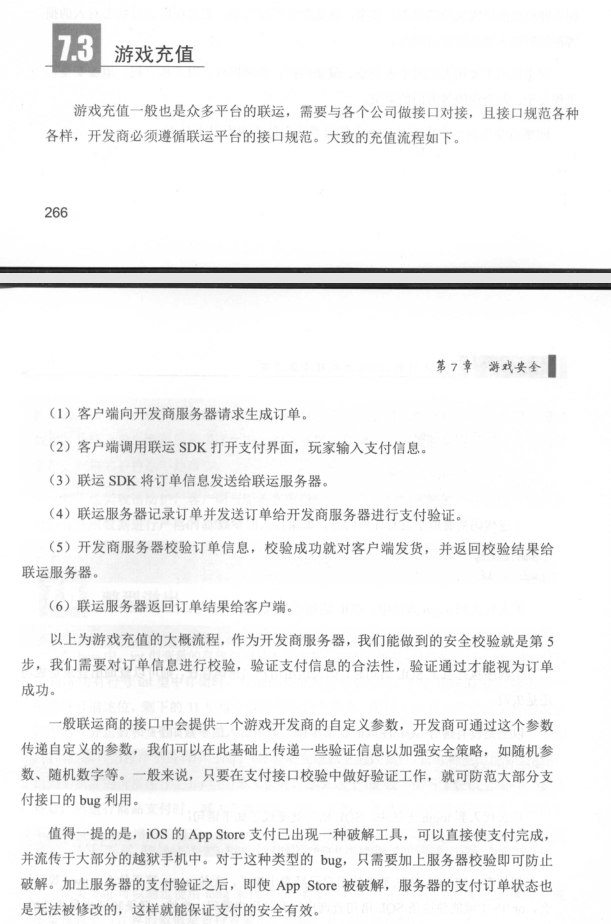 7.3 游戏充值
游戏充值一般也是众多平台的联运，需要与各个公司做接口对接，且接口规范各种
各样，开发商必须遵循联运平台的接口规范。大致的充值流程如下。
266
第7章 游戏安全
（1）客户端向开发商服务器请求生成订单。
（2）客户端调用联运 SDK 打开支付界面，玩家输入支付信息。
（3）联运 SDK 将订单信息发送给联运服务器。
（4）联运服务器记录订单并发送订单给开发商服务器进行支付验证。
（5）开发商服务器校验订单信息，校验成功就对客户端发货，并返回校验结果给
联运服务器。
（6）联运服务器返回订单结果给客户端。
以上为游戏充值的大概流程，作为开发商服务器，我们能做到的安全校验就是第 5
步，我们需要对订单信息进行校验，验证支付信息的合法性，验证通过才能视为订单
成功。
一般联运商的接口中会提供一个游戏开发商的自定义参数，开发商可通过这个参数
传递自定义的参数，我们可以在此基础上传递一些验证信息以加强安全策略，如随机参
数、随机数字等。一般来说，只要在支付接口校验中做好验证工作，就可防范大部分支
付接口的 bug 利用。
值得一提的是，iOS 的 App Store 支付已出现一种破解工具，可以直接使支付完成，
并流传于大部分的越狱手机中。对于这种类型的 bug，只需要加上服务器校验即可防止
破解。加上服务器的支付验证之后，即使 App Store 被破解，服务器的支付订单状态也
是无法被修改的，这样就能保证支付的安全有效。